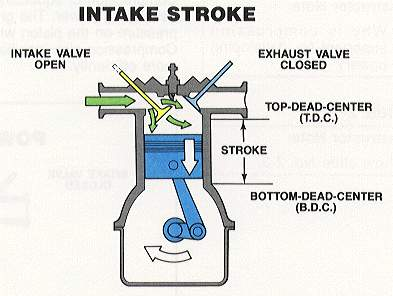 INTAKE STROKE
INTAKE VALVE
OPEN
EXHAUST VALVE
CLOSED
TOP-DEAD-CENTER
(T.D.C.)
STROKE
BOTTOM-DEAD-CENTER
(B.D.C.)